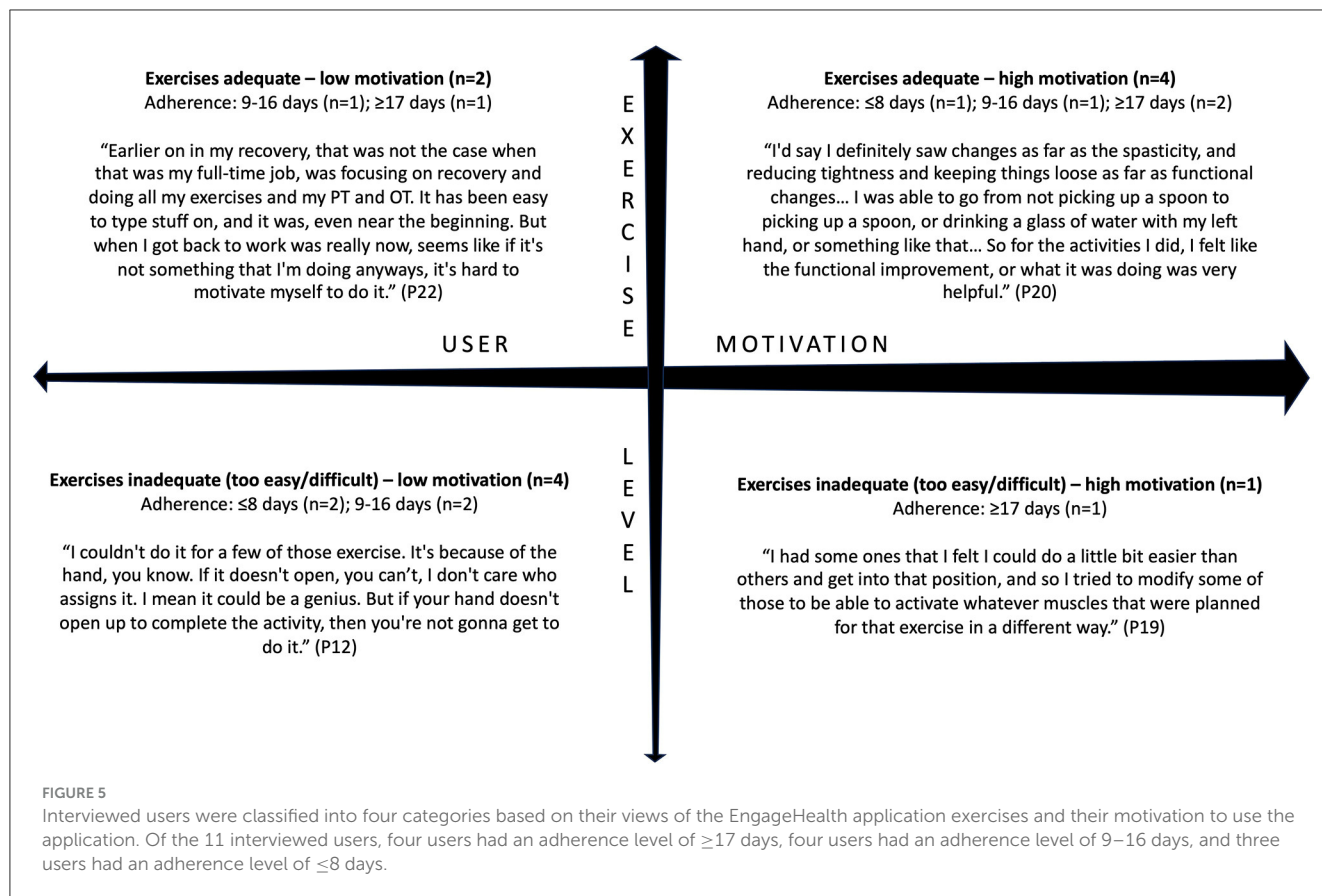 Exercises adequate – low motivation (n=2)
Adherence: 9-16 days (n=1); ≥17 days (n=1)
“Earlier on in my recovery, that was not the case when
that was my full-time job, was focusing on recovery and
doing all my exercises and my PT and OT. It has been easy
to type stuff on, and it was, even near the beginning. But
when I got back to work was really now, seems like if it's
not something that I'm doing anyways, it's hard to
motivate myself to do it.” (P22)
Exercises adequate – high motivation (n=4)
Adherence: ≤8 days (n=1); 9-16 days (n=1); ≥17 days (n=2)
“I'd say I definitely saw changes as far as the spasticity, and
reducing tightness and keeping things loose as far as functional
changes... I was able to go from not picking up a spoon to
picking up a spoon, or drinking a glass of water with my left
hand, or something like that... So for the activities I did, I felt like
the functional improvement, or what it was doing was very
helpful.” (P20)
E
X
E
R
C
I
S
E
USER MOTIVATION
L
E
V
E
L
Exercises inadequate (too easy/difficult) – low motivation (n=4)
Adherence: ≤8 days (n=2); 9-16 days (n=2)
“I couldn't do it for a few of those exercise. It's because of the
hand, you know. If it doesn't open, you can’t, I don't care who
assigns it. I mean it could be a genius. But if your hand doesn't
open up to complete the activity, then you're not gonna get to
do it.” (P12)
Exercises inadequate (too easy/difficult) – high motivation (n=1)
Adherence: ≥17 days (n=1)
“I had some ones that I felt I could do a little bit easier than
others and get into that position, and so I tried to modify some of
those to be able to activate whatever muscles that were planned
for that exercise in a different way.” (P19)
FIGURE 5
Interviewed users were classified into four categories based on their views of the EngageHealth application exercises and their motivation to use the
application. Of the 11 interviewed users, four users had an adherence level of ≥17 days, four users had an adherence level of 9–16 days, and three
users had an adherence level of ≤8 days.